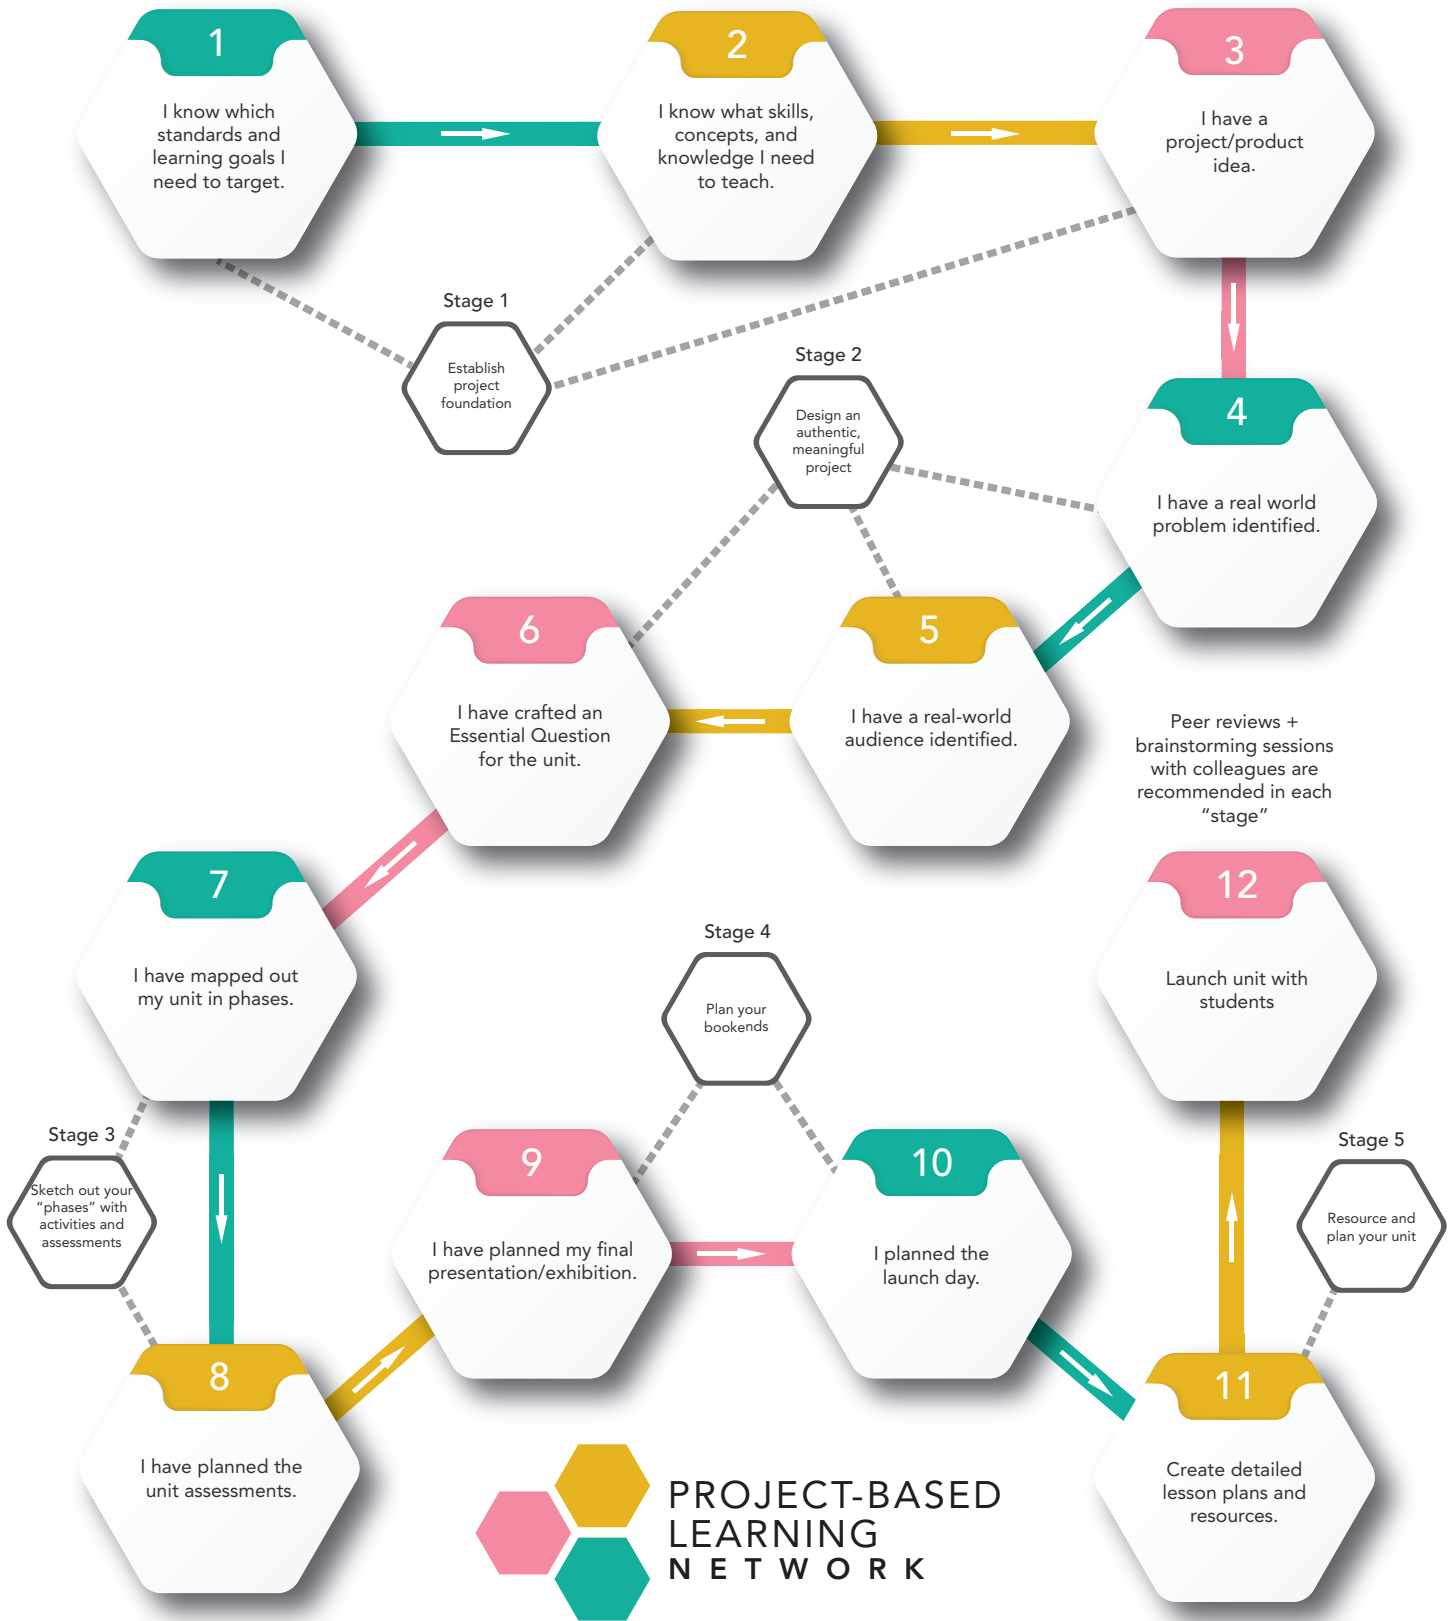 1
I know which
standards and
learning goals I
need to target.
2
I know what skills,
concepts, and
knowledge I need
to teach.
3
I have a
project/product
idea.
Stage 1
Establish
project
foundation
Stage 2
Design an
authentic,
meaningful
project
4
I have a real world
problem identified.
5
I have a real-world
audience identified.
6
I have crafted an
Essential Question
for the unit.
Peer reviews +
brainstorming sessions
with colleagues are
recommended in each
“stage”
7
I have mapped out
my unit in phases.
Stage 3
Sketch out your
“phases” with
activities and
assessments
8
I have planned the
unit assessments.
Stage 4
Plan your
bookends
9
I have planned my final
presentation/exhibition.
10
I planned the
launch day.
Stage 5
Resource and
plan your unit
11
Create detailed
lesson plans and
resources.
12
Launch unit with
students
PROJECT-BASED
LEARNING
NETWORK